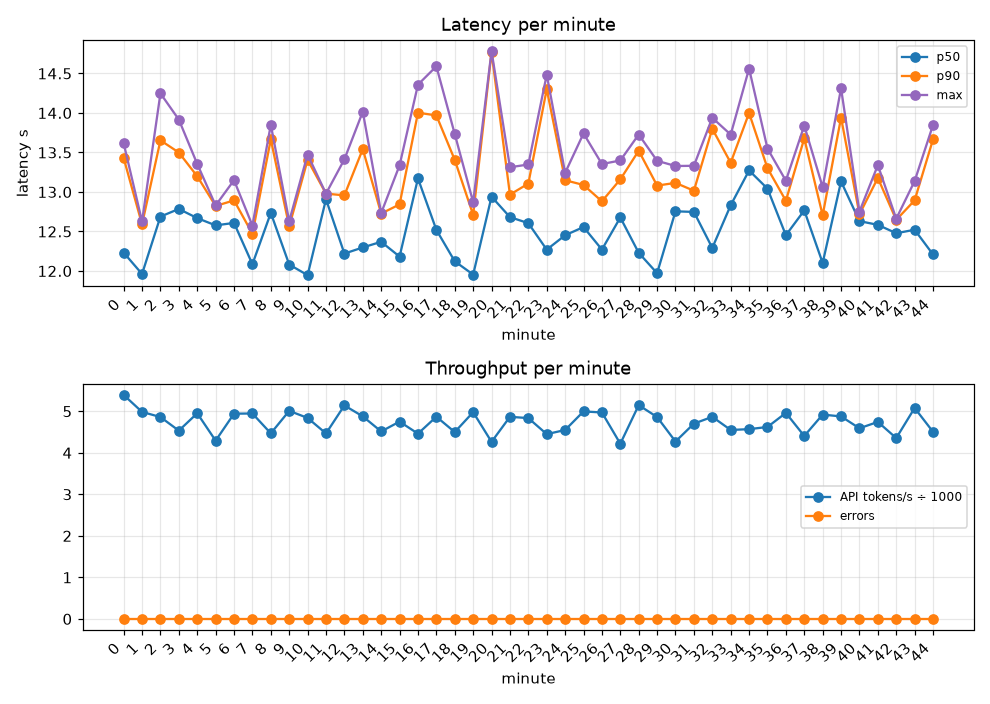 Latency per minute
latency s
14.5
14.0
13.5
13.0
12.5
12.0
p50
p90
max
0 1 2 3 4 5 6 7 8 9 10 11 12 13 14 15 16 17 18 19 20 21 22 23 24 25 26 27 28 29 30 31 32 33 34 35 36 37 38 39 40 41 42 43 44
minute
Throughput per minute
5
4
3
2
1
0
API tokens/s ÷ 1000
errors
0 1 2 3 4 5 6 7 8 9 10 11 12 13 14 15 16 17 18 19 20 21 22 23 24 25 26 27 28 29 30 31 32 33 34 35 36 37 38 39 40 41 42 43 44
minute